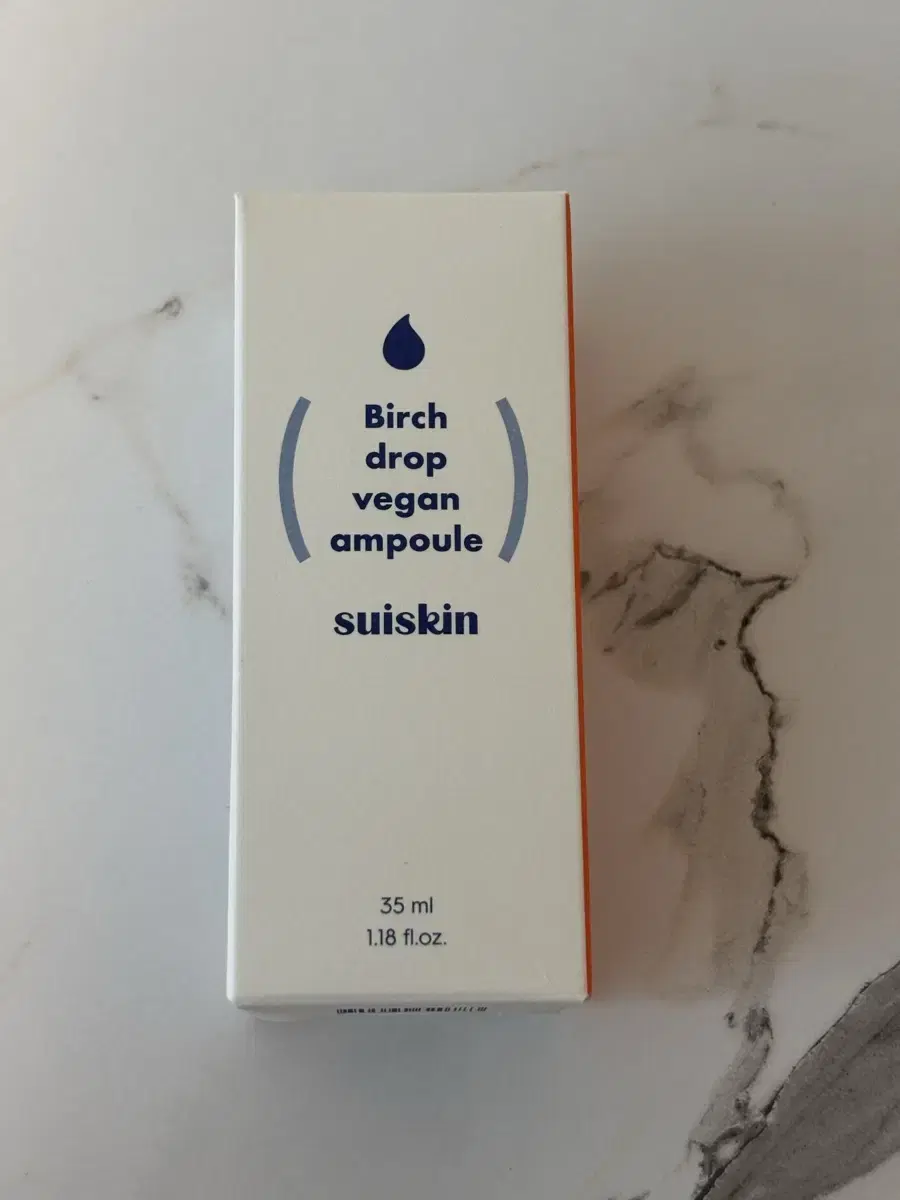 Birch
drop
vegan
ampoule
suiskin
35 ml
1.18 fl.oz.